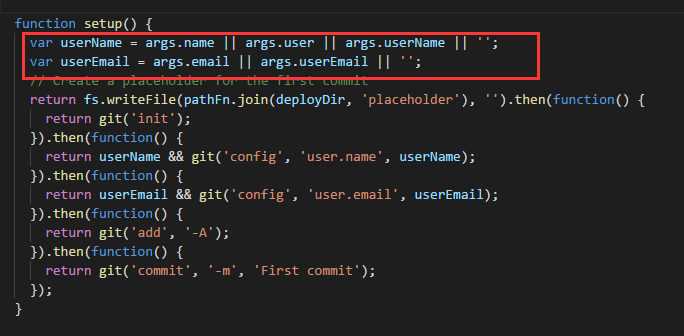 function setup() {
var userName = args.name || args.user || args.userName || '';
var userEmail = args.email || args.userEmail || '';
// Create a placeholder for the first commit
return fs.writeFile(pathFn.join(deployDir, 'placeholder'), '').then(function() {
return git('init');
}).then(function() {
return userName && git('config', 'user.name', userName);
}).then(function() {
return userEmail && git('config', 'user.email', userEmail);
}).then(function() {
return git('add', '-A');
}).then(function() {
return git('commit', '-m', 'First commit');
});
}